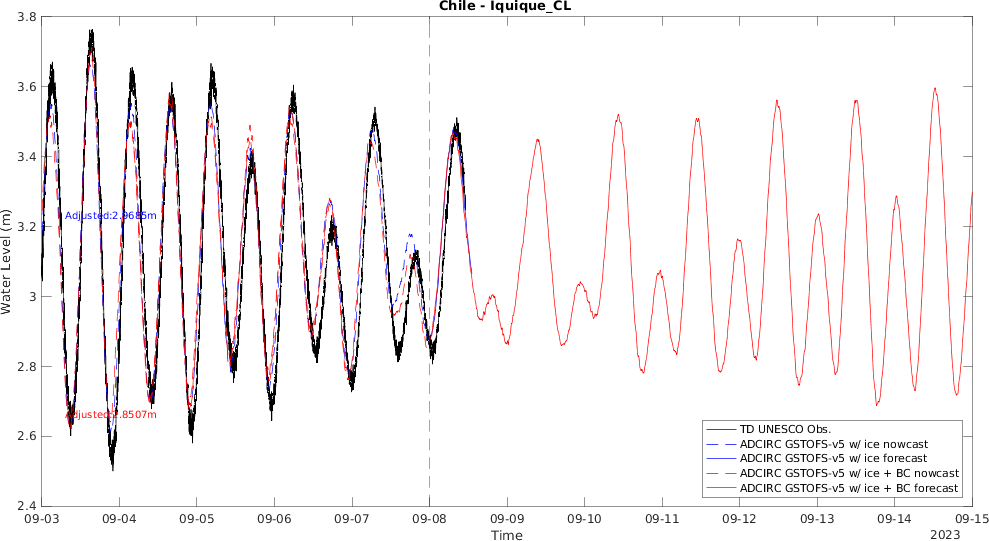 Chile - Iquique_CL
3.8
3.6
3.4
3.2
3
2.8
2.6
2.4
Water Level (m)
Adjusted:2.9685m
Adjusted:2.8507m
TD UNESCO Obs.
ADCIRC GSTOFS-v5 w/ ice nowcast
ADCIRC GSTOFS-v5 w/ ice forecast
ADCIRC GSTOFS-v5 w/ ice + BC nowcast
ADCIRC GSTOFS-v5 w/ ice + BC forecast
09-03 09-04 09-05 09-06 09-07 09-08 09-09 09-10 09-11 09-12 09-13 09-14 09-15
Time
2023